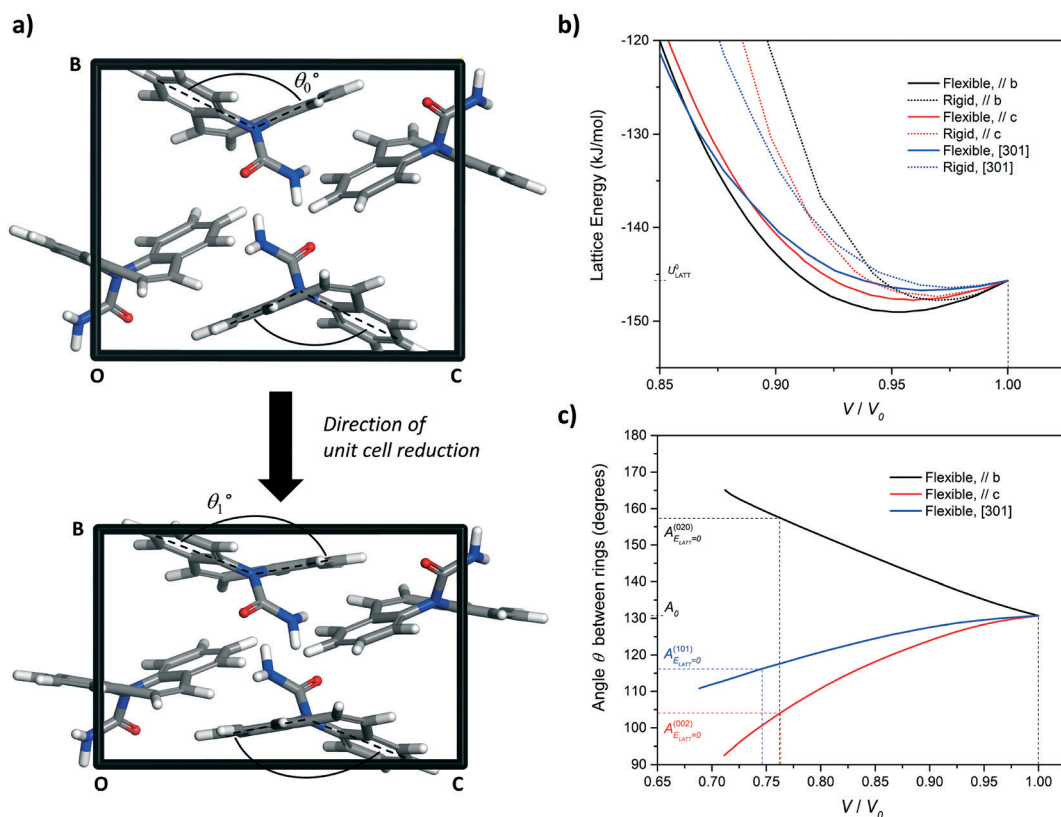 a)
B
θ₀°
O
C
Direction of
unit cell reduction
B
θ₁°
O
C
b)
-120
-130
-140
-150
Lattice Energy (kJ/mol)
U⁰LATT
Flexible, // b
Rigid, // b
Flexible, // c
Rigid, // c
Flexible, [301]
Rigid, [301]
0.85
0.90
0.95
1.00
V / V₀
c)
180
170
160
150
140
130
120
110
100
90
Angle θ between rings (degrees)
Flexible, // b
Flexible, // c
Flexible, [301]
A(020)ELATT=0
A₀
A(101)ELATT=0
A(002)ELATT=0
0.65
0.70
0.75
0.80
0.85
0.90
0.95
1.00
V / V₀